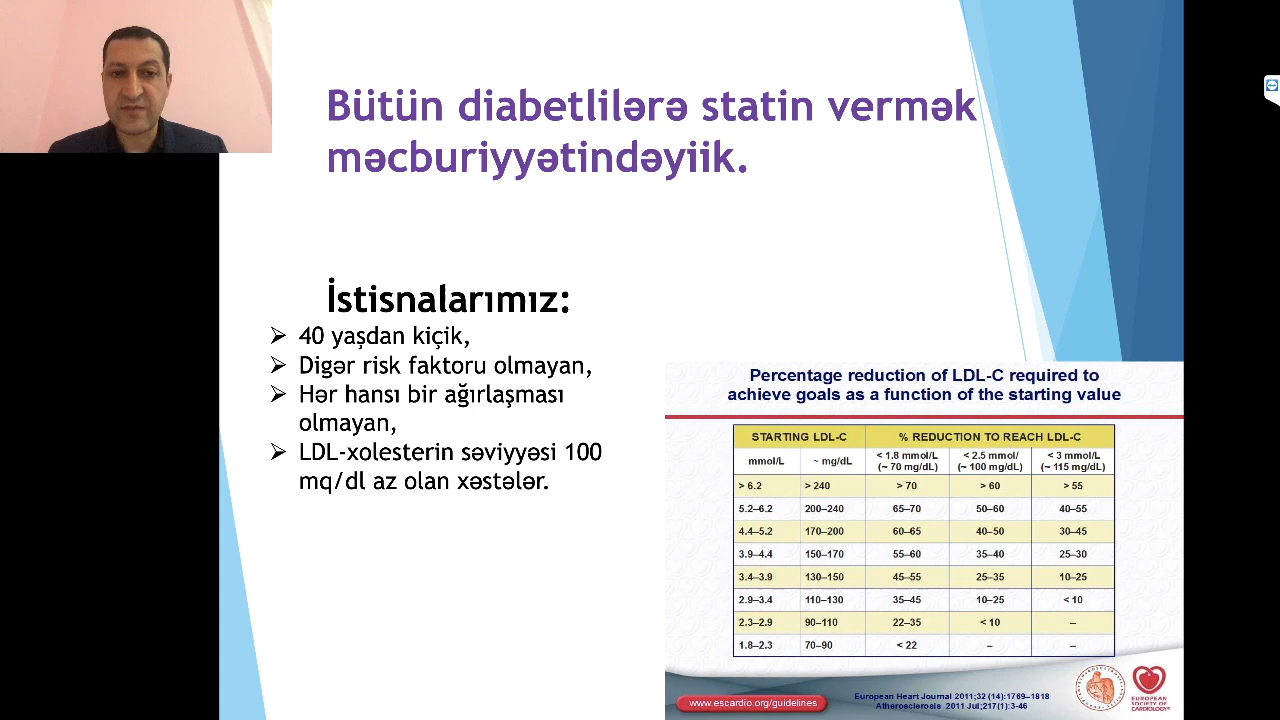 Bütün diabetlilərə statin vermək
məcburiyyətindəyiik.
İstisnalarımız:
40 yaşdan kiçik,
Digər risk faktoru olmayan,
Hər hansı bir ağırlaşması
olmayan,
LDL-xolesterin səviyyəsi 100
mq/dl az olan xəstələr.
Percentage reduction of LDL-C required to
achieve goals as a function of the starting value
STARTING LDL-C % REDUCTION TO REACH LDL-C
mmol/L ~ mg/dL < 1.8 mmol/L (~ 70 mg/dL) < 2.5 mmol/ (~ 100 mg/dL) < 3 mmol/L (~ 115 mg/dL)
> 6.2 > 240 > 70 > 60 > 55
5.2–6.2 200–240 65–70 50–60 40–55
4.4–5.2 170–200 60–65 40–50 30–45
3.9–4.4 150–170 55–60 35–40 25–30
3.4–3.9 130–150 45–55 25–35 10–25
2.9–3.4 110–130 35–45 10–25 < 10
2.3–2.9 90–110 22–35 < 10 –
1.8–2.3 70–90 < 22 – –
www.escardio.org/guidelines
European Heart Journal 2011;32 (14):1769–1818
Atherosclerosis 2011 Jul;217(1):3-46
EUROPEAN
SOCIETY OF
CARDIOLOGY®